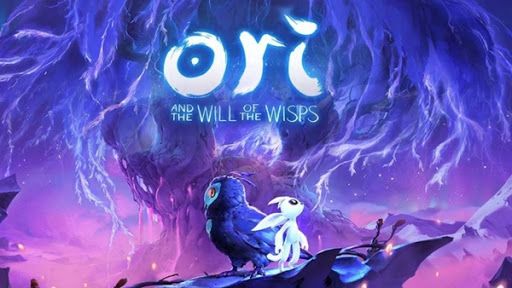 ori
AND THE WILL OF THE WISPS